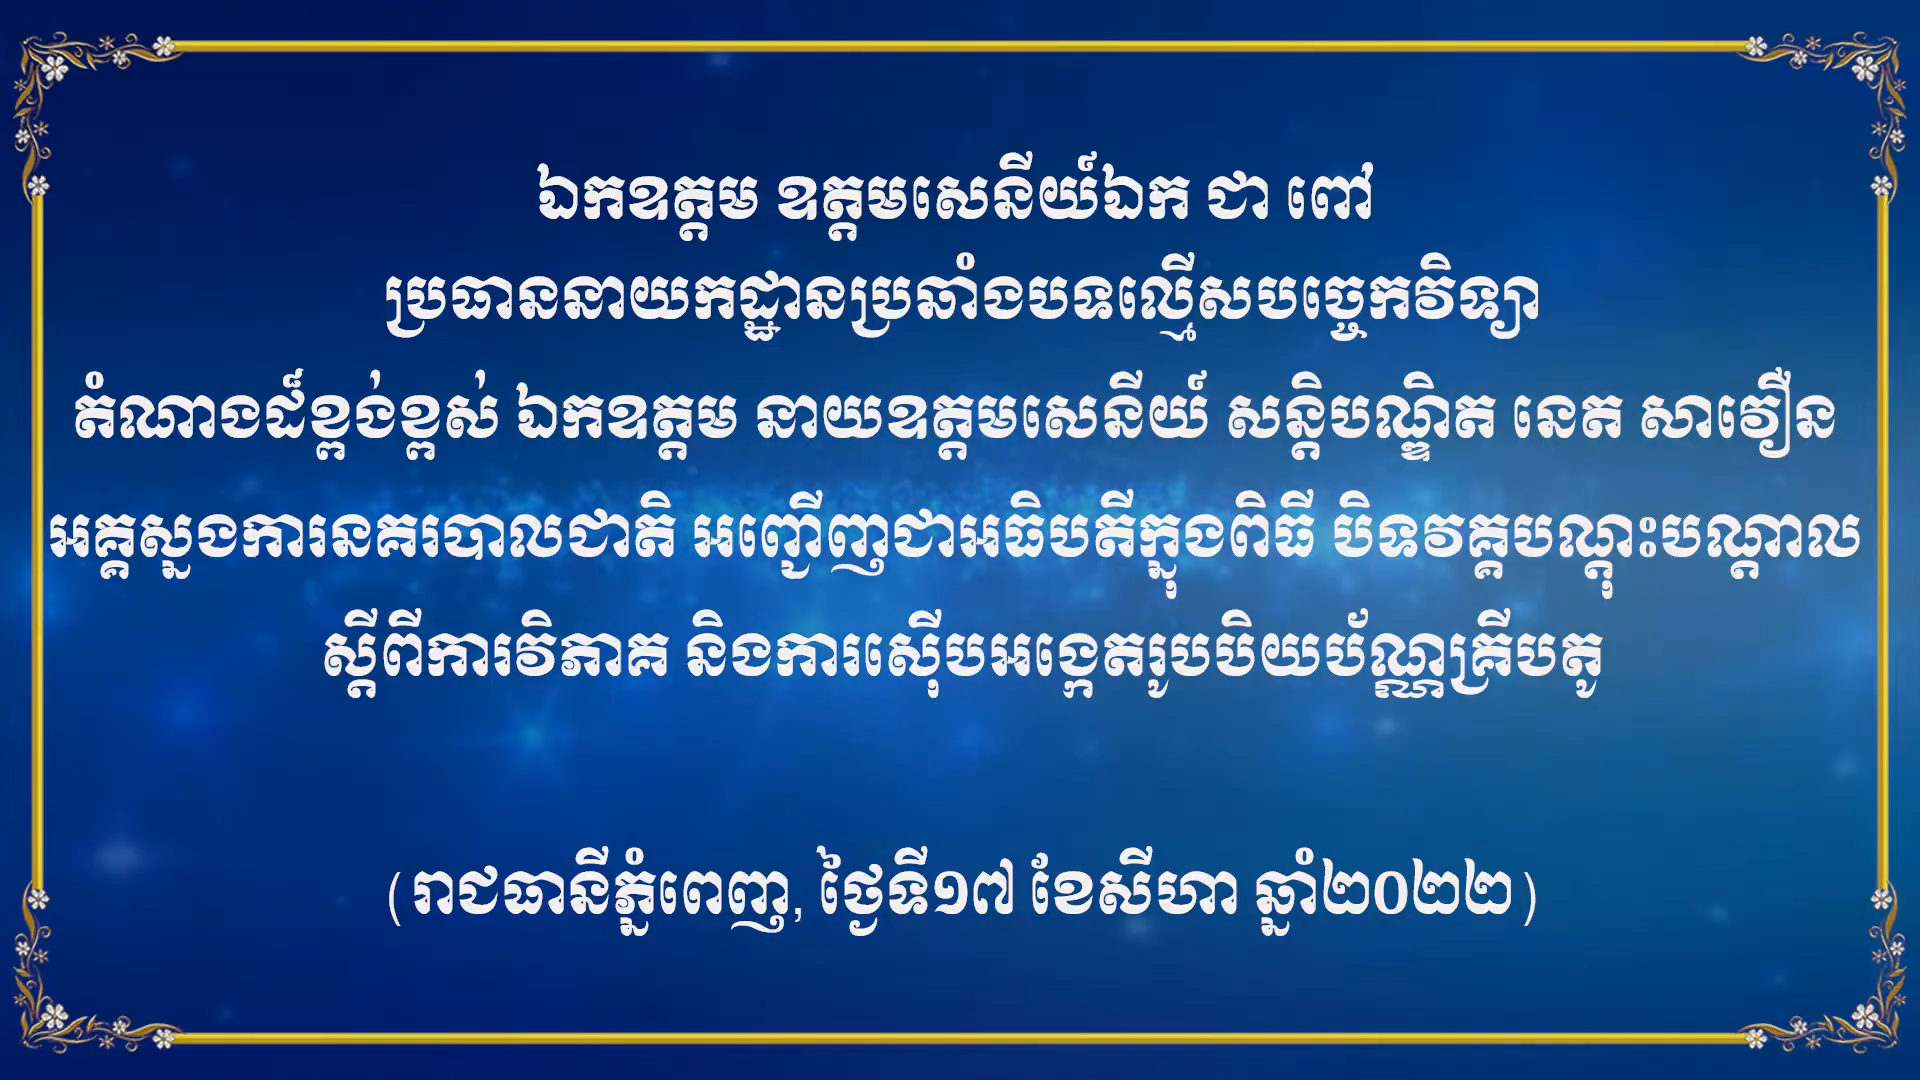 ឯកឧត្តម ឧត្តមសេនីយ៍ឯក ជា ពៅ
ប្រធាននាយកដ្ឋានប្រឆាំងបទល្មើសបច្ចេកវិទ្យា
តំណាងដ៏ខ្ពង់ខ្ពស់ ឯកឧត្តម នាយឧត្តមសេនីយ៍ សន្តិបណ្ឌិត នេត សាវឿន
អគ្គស្នងការនគរបាលជាតិ អញ្ជើញជាអធិបតីក្នុងពិធី បិទវគ្គបណ្តុះបណ្តាល
ស្តីពីការវិភាគ និងការស៊ើបអង្កេតរូបបិយប័ណ្ណគ្រីបតូ
(រាជធានីភ្នំពេញ, ថ្ងៃទី១៧ ខែសីហា ឆ្នាំ២០២២)